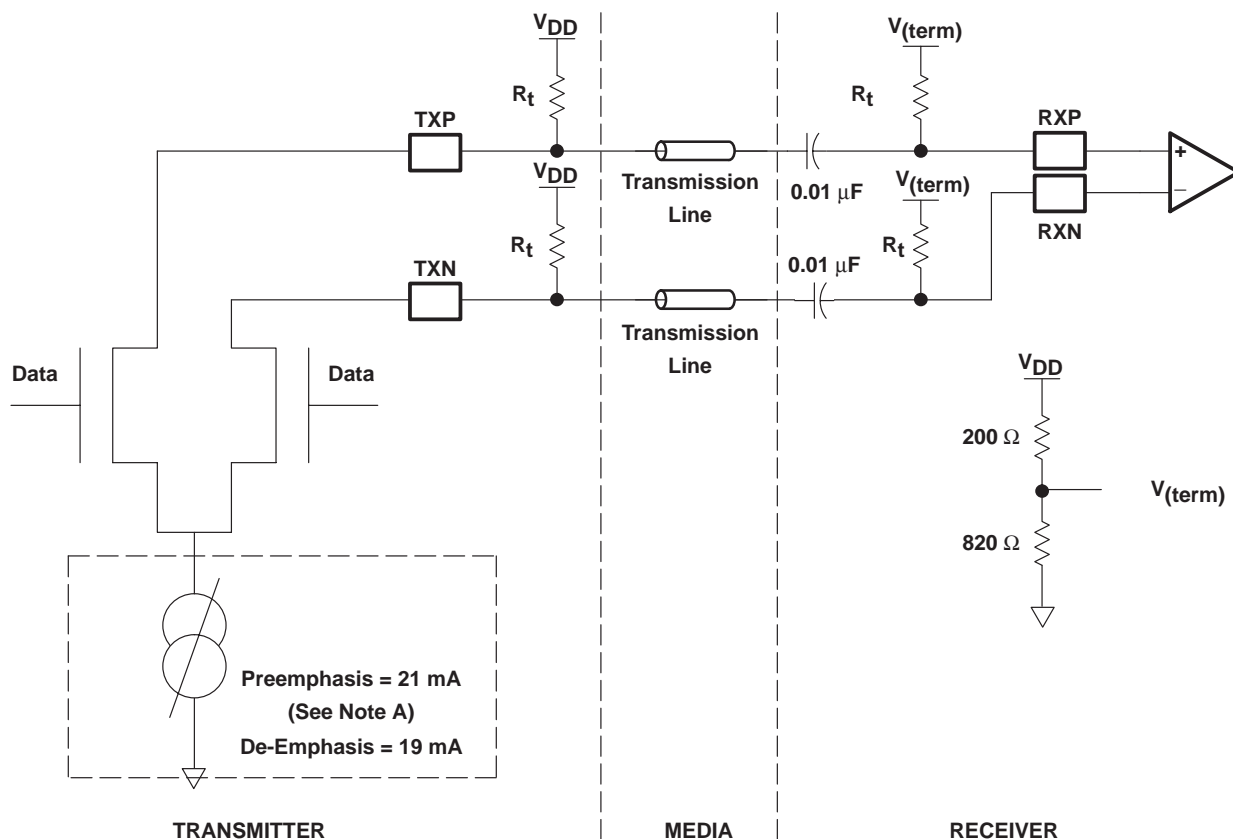 VDD
V(term)
Rt
Rt
TXP
RXP
VDD
Transmission
Line
0.01 μF
V(term)
+
−
RXN
Rt
Rt
TXN
0.01 μF
Transmission
Line
Data
Data
VDD
200 Ω
V(term)
820 Ω
Preemphasis = 21 mA
(See Note A)
De-Emphasis = 19 mA
TRANSMITTER
MEDIA
RECEIVER